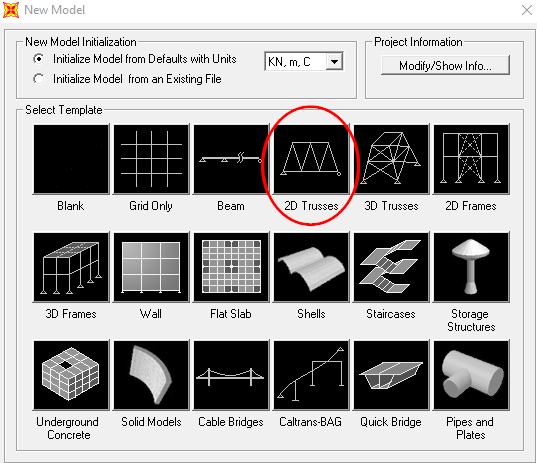 New Model
New Model Initialization
Project Information
Initialize Model from Defaults with Units
KN, m, C
Initialize Model from an Existing File
Modify/Show Info...
Select Template
Blank
Grid Only
Beam
2D Trusses
3D Trusses
2D Frames
3D Frames
Wall
Flat Slab
Shells
Staircases
Storage
Structures
Underground
Concrete
Solid Models
Cable Bridges
Caltrans-BAG
Quick Bridge
Pipes and
Plates